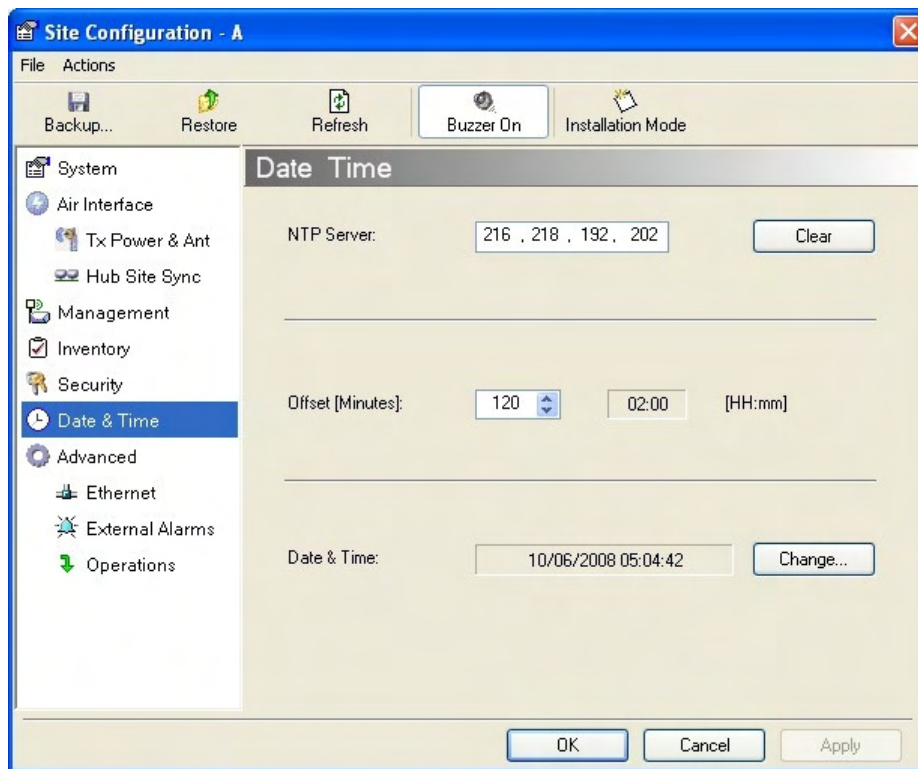 Site Configuration - A
File Actions
Backup... Restore Refresh Buzzer On Installation Mode
System
Air Interface
Tx Power & Ant
Hub Site Sync
Management
Inventory
Security
Date & Time
Advanced
Ethernet
External Alarms
Operations
Date Time
NTP Server: 216 , 218 , 192 , 202 Clear
Offset [Minutes]: 120 02:00 [HH:mm]
Date & Time: 10/06/2008 05:04:42 Change...
OK Cancel Apply